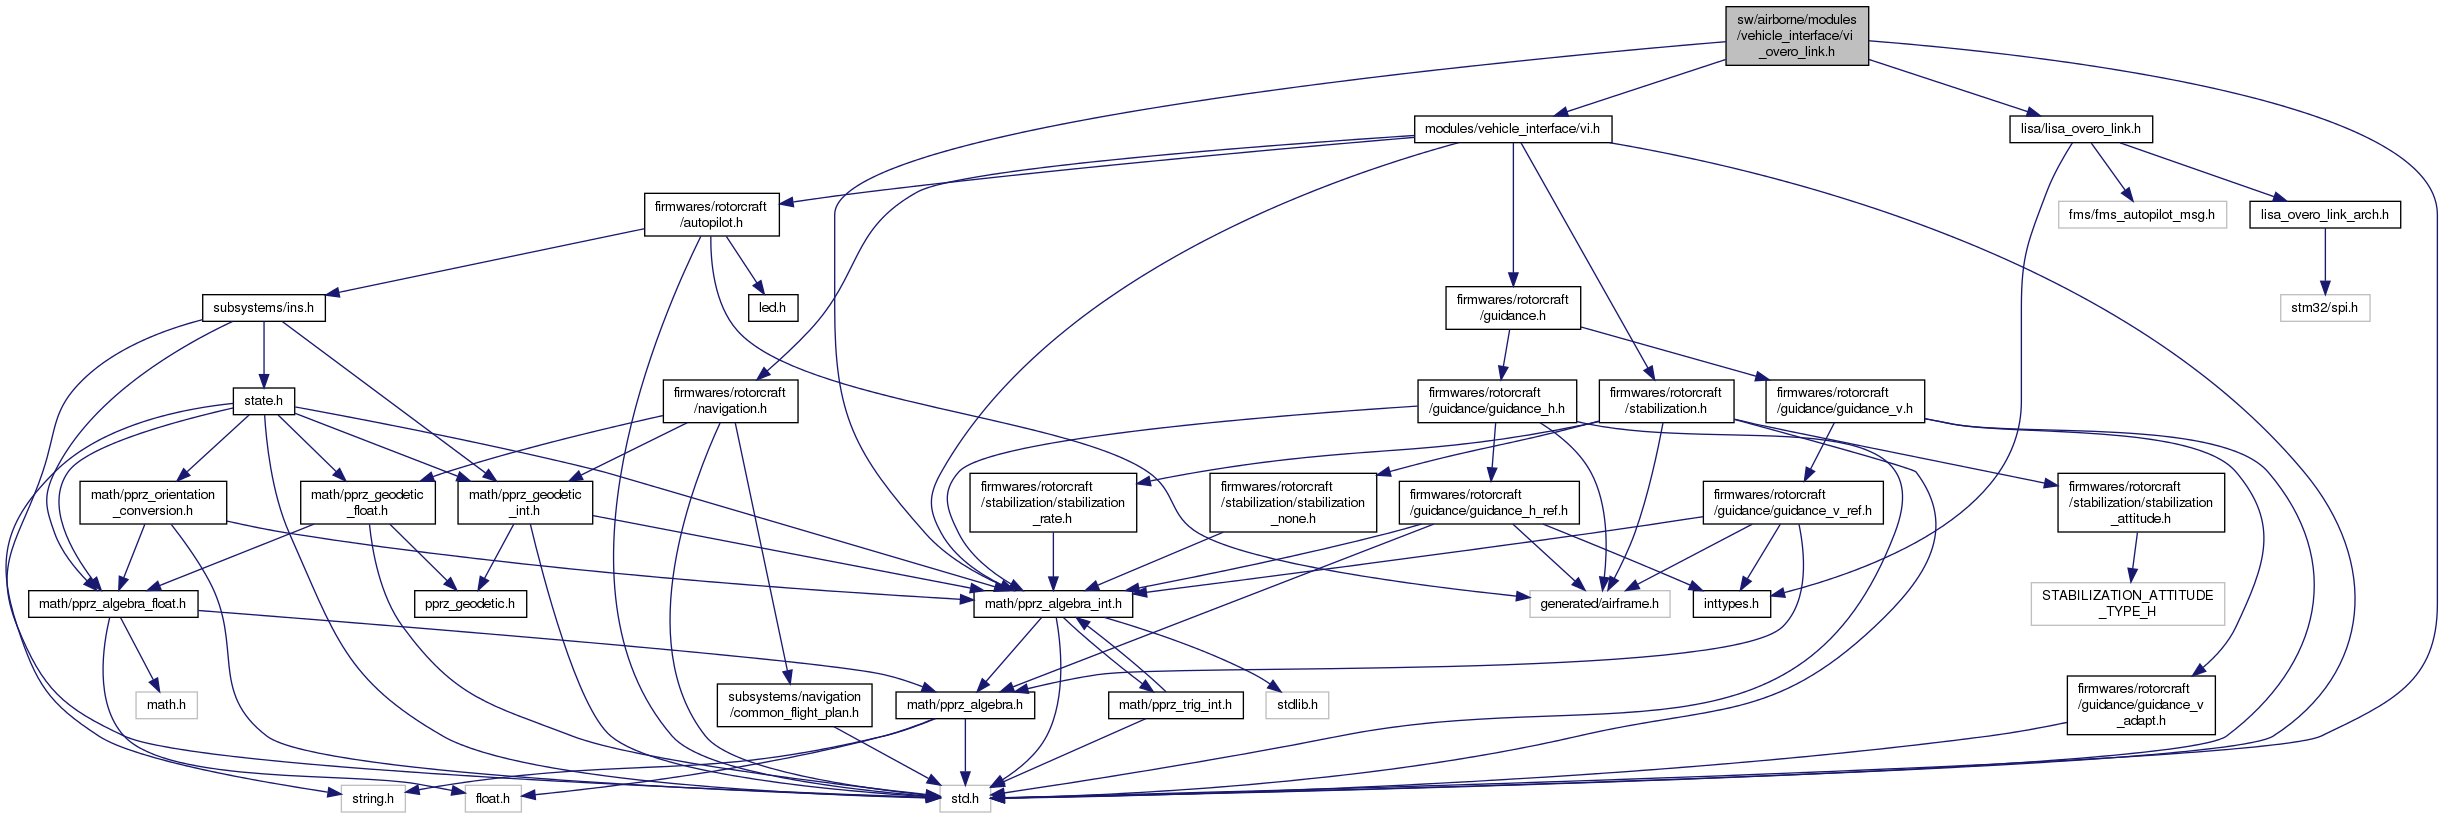 sw/airborne/modules
/vehicle_interface/vi
_overo_link.h
modules/vehicle_interface/vi.h
lisa/lisa_overo_link.h
firmwares/rotorcraft
/autopilot.h
fms/fms_autopilot_msg.h
lisa_overo_link_arch.h
subsystems/ins.h
led.h
firmwares/rotorcraft
/guidance.h
stm32/spi.h
state.h
firmwares/rotorcraft
/navigation.h
firmwares/rotorcraft
/guidance/guidance_h.h
firmwares/rotorcraft
/stabilization.h
firmwares/rotorcraft
/guidance/guidance_v.h
math/pprz_orientation
_conversion.h
math/pprz_geodetic
_float.h
math/pprz_geodetic
_int.h
firmwares/rotorcraft
/stabilization/stabilization
_rate.h
firmwares/rotorcraft
/stabilization/stabilization
_none.h
firmwares/rotorcraft
/guidance/guidance_h_ref.h
firmwares/rotorcraft
/guidance/guidance_v_ref.h
firmwares/rotorcraft
/stabilization/stabilization
_attitude.h
math/pprz_algebra_float.h
pprz_geodetic.h
math/pprz_algebra_int.h
generated/airframe.h
inttypes.h
STABILIZATION_ATTITUDE
_TYPE_H
math.h
subsystems/navigation
/common_flight_plan.h
math/pprz_algebra.h
math/pprz_trig_int.h
stdlib.h
firmwares/rotorcraft
/guidance/guidance_v
_adapt.h
string.h
float.h
std.h